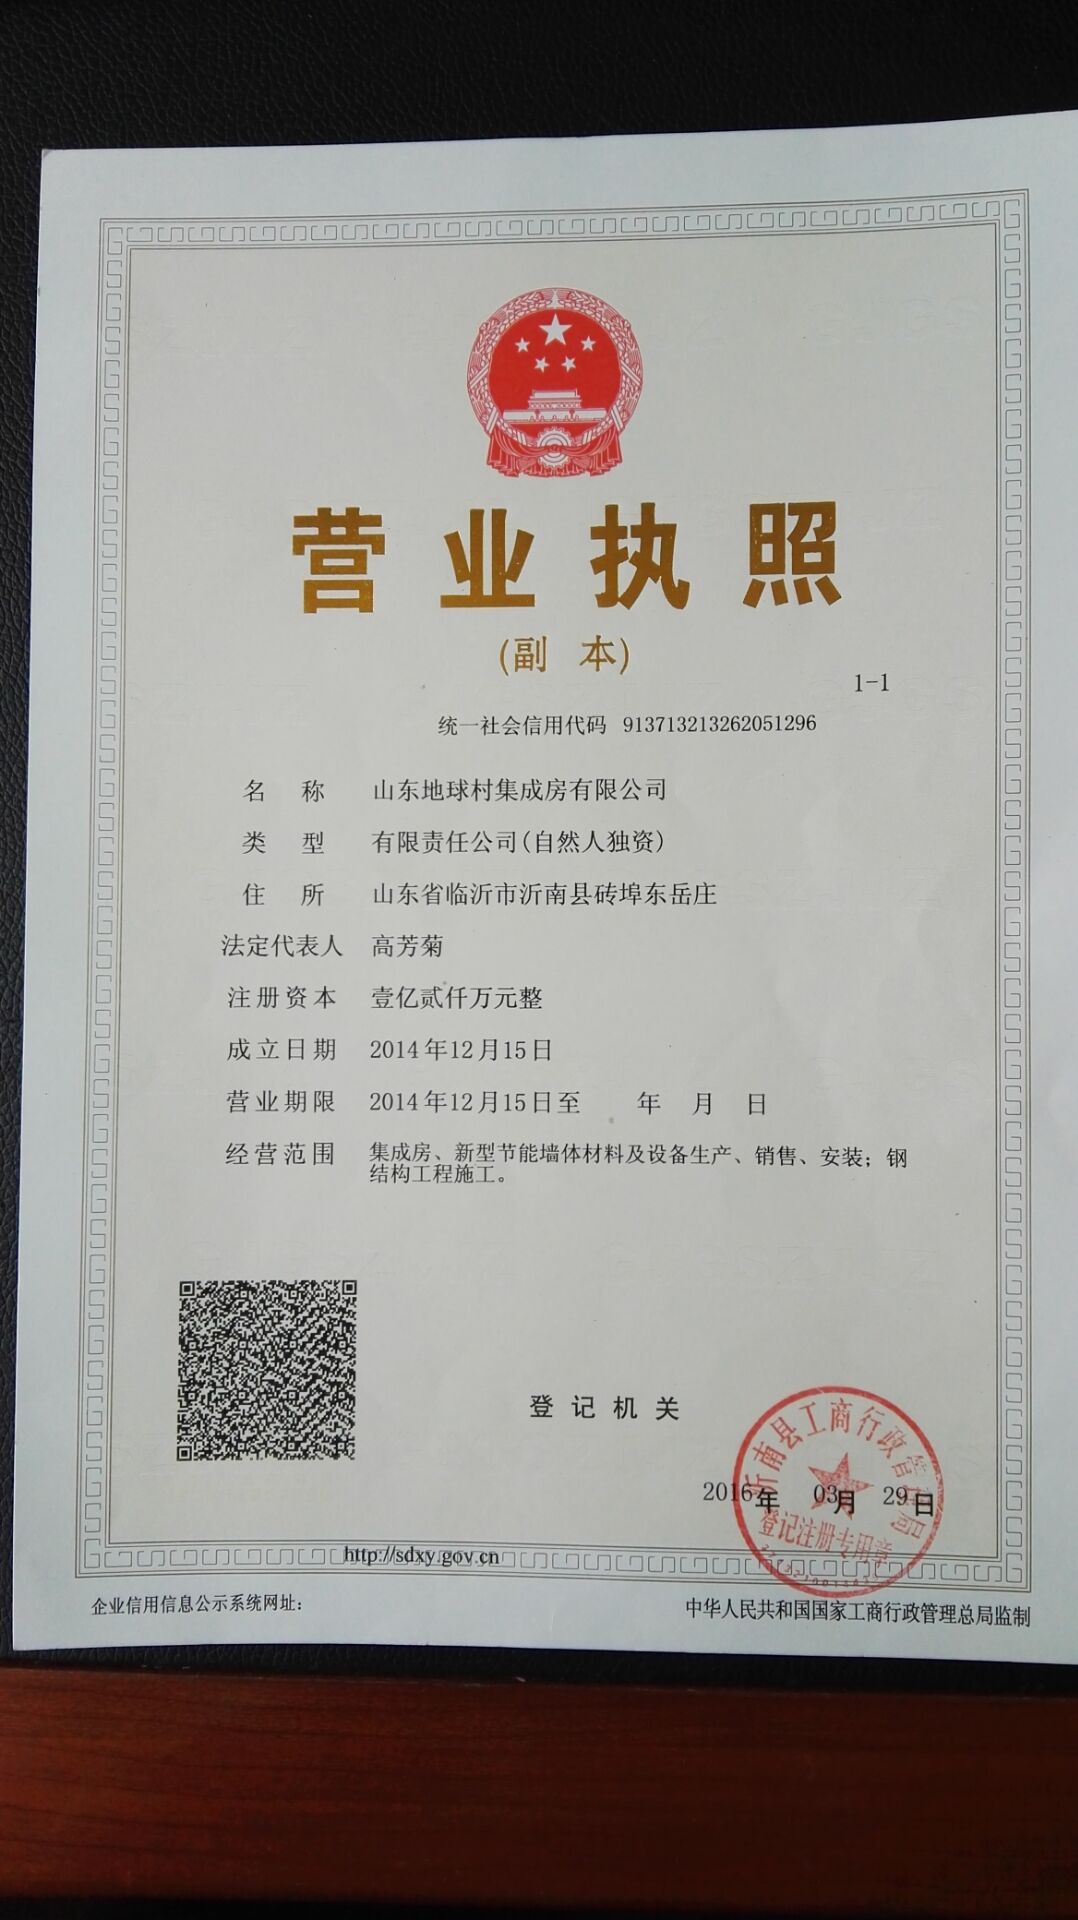 营业执照
(副 本)
1-1
统一社会信用代码 913713213262051296
名 称 山东地球村集成房有限公司
类 型 有限责任公司(自然人独资)
住 所 山东省临沂市沂南县砖埠东岳庄
法定代表人 高芳菊
注册资本 壹亿贰仟万元整
成立日期 2014年12月15日
营业期限 2014年12月15日至 年 月 日
经营范围 集成房、新型节能墙体材料及设备生产、销售、安装；钢
结构工程施工。
登记机关
沂南县工商行政管理局
2016年 03月 29日
登记注册专用章
http://sdxy.gov.cn
企业信用信息公示系统网址：
中华人民共和国国家工商行政管理总局监制